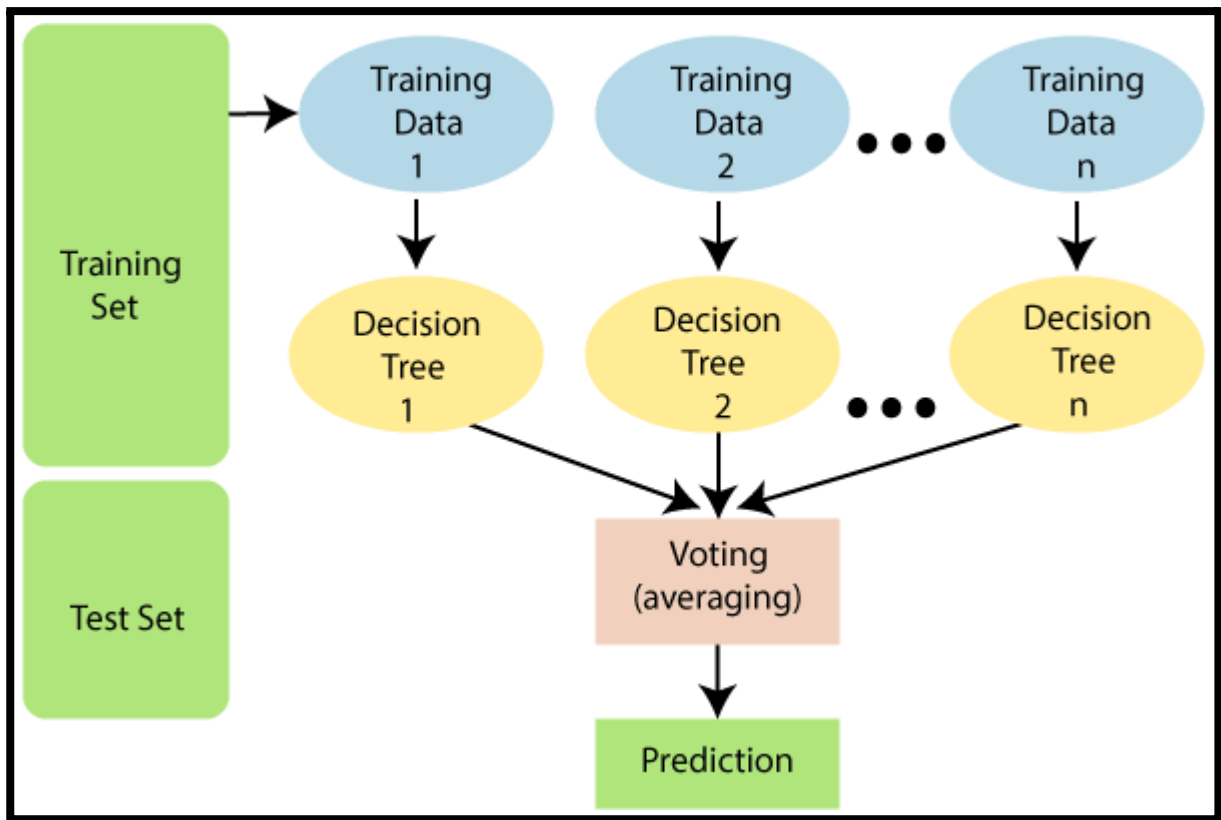 Training
Set
Test Set
Training
Data
1
Training
Data
2
Training
Data
n
Decision
Tree
1
Decision
Tree
2
Decision
Tree
n
Voting
(averaging)
Prediction